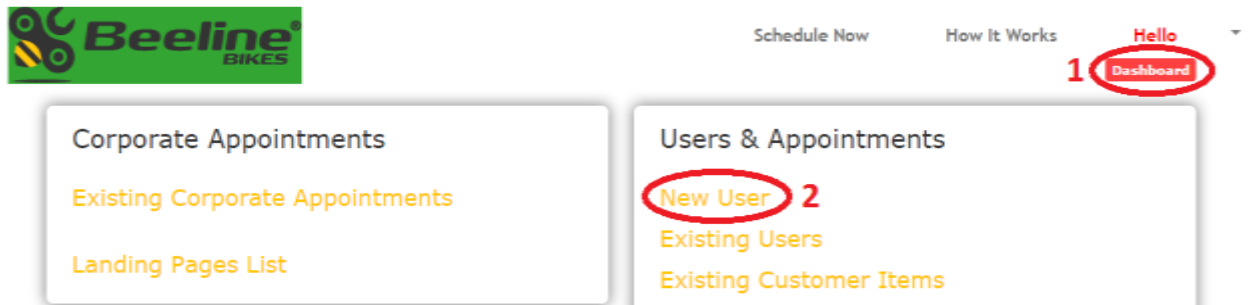 Beeline
BIKES
Schedule Now
How It Works
Hello
1
Dashboard
Corporate Appointments
Existing Corporate Appointments
Landing Pages List
Users & Appointments
New User
2
Existing Users
Existing Customer Items